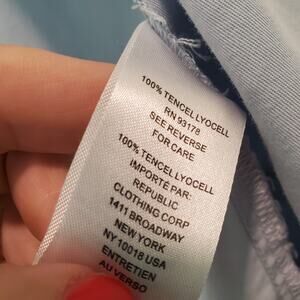 100% TENCEL LYOCELL
RN 93178
SEE REVERSE
FOR CARE
100% TENCEL LYOCELL
IMPORTÉ PAR:
REPUBLIC
CLOTHING CORP
1411 BROADWAY
NEW YORK
NY 10018 USA
ENTRETIEN
AU VERSO